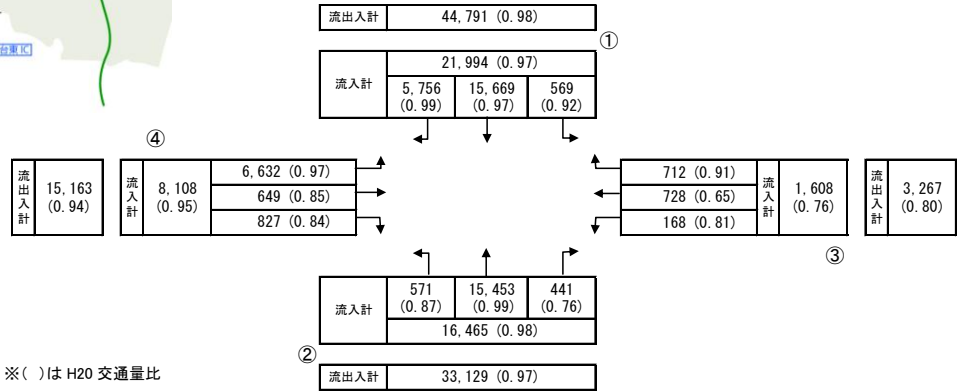 台東IC
流出入計 44,791 (0.98)
①
流入計 21,994 (0.97)
5,756 15,669 569
(0.99) (0.97) (0.92)
④
流出入計 15,163 (0.94)
流入計 8,108 (0.95)
6,632 (0.97)
649 (0.85)
827 (0.84)
712 (0.91)
728 (0.65)
168 (0.81)
流入計 1,608 (0.76)
流出入計 3,267 (0.80)
③
流入計 571 15,453 441
(0.87) (0.99) (0.76)
16,465 (0.98)
②
流出入計 33,129 (0.97)
※( )は H20 交通量比